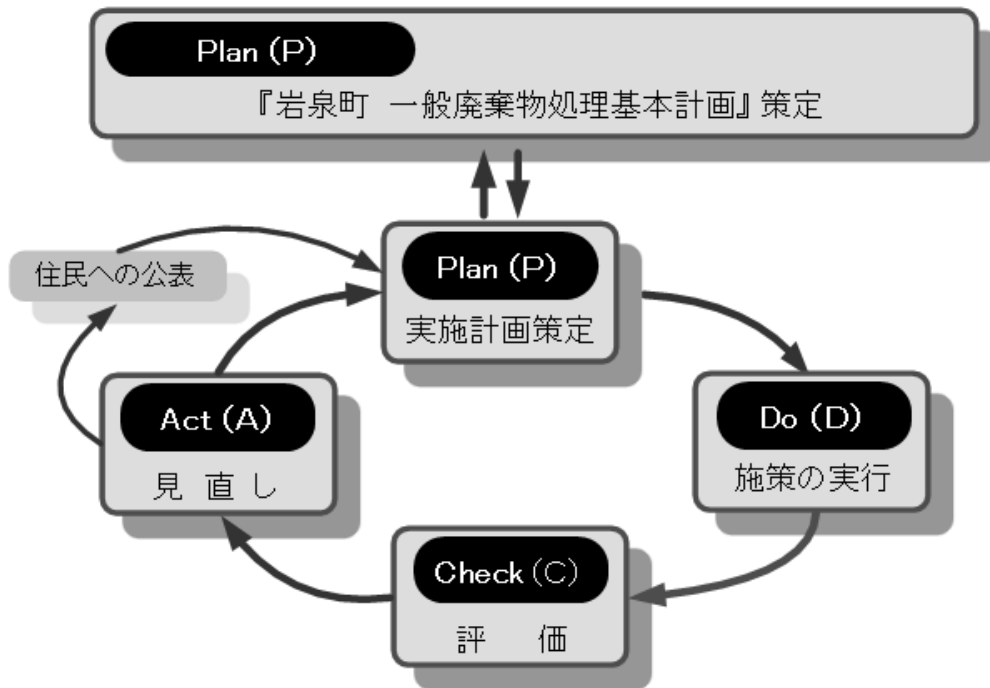 Plan (P)
『岩泉町 一般廃棄物処理基本計画』策定
Plan (P)
実施計画策定
住民への公表
Act (A)
見 直 し
Do (D)
施策の実行
Check (C)
評 価